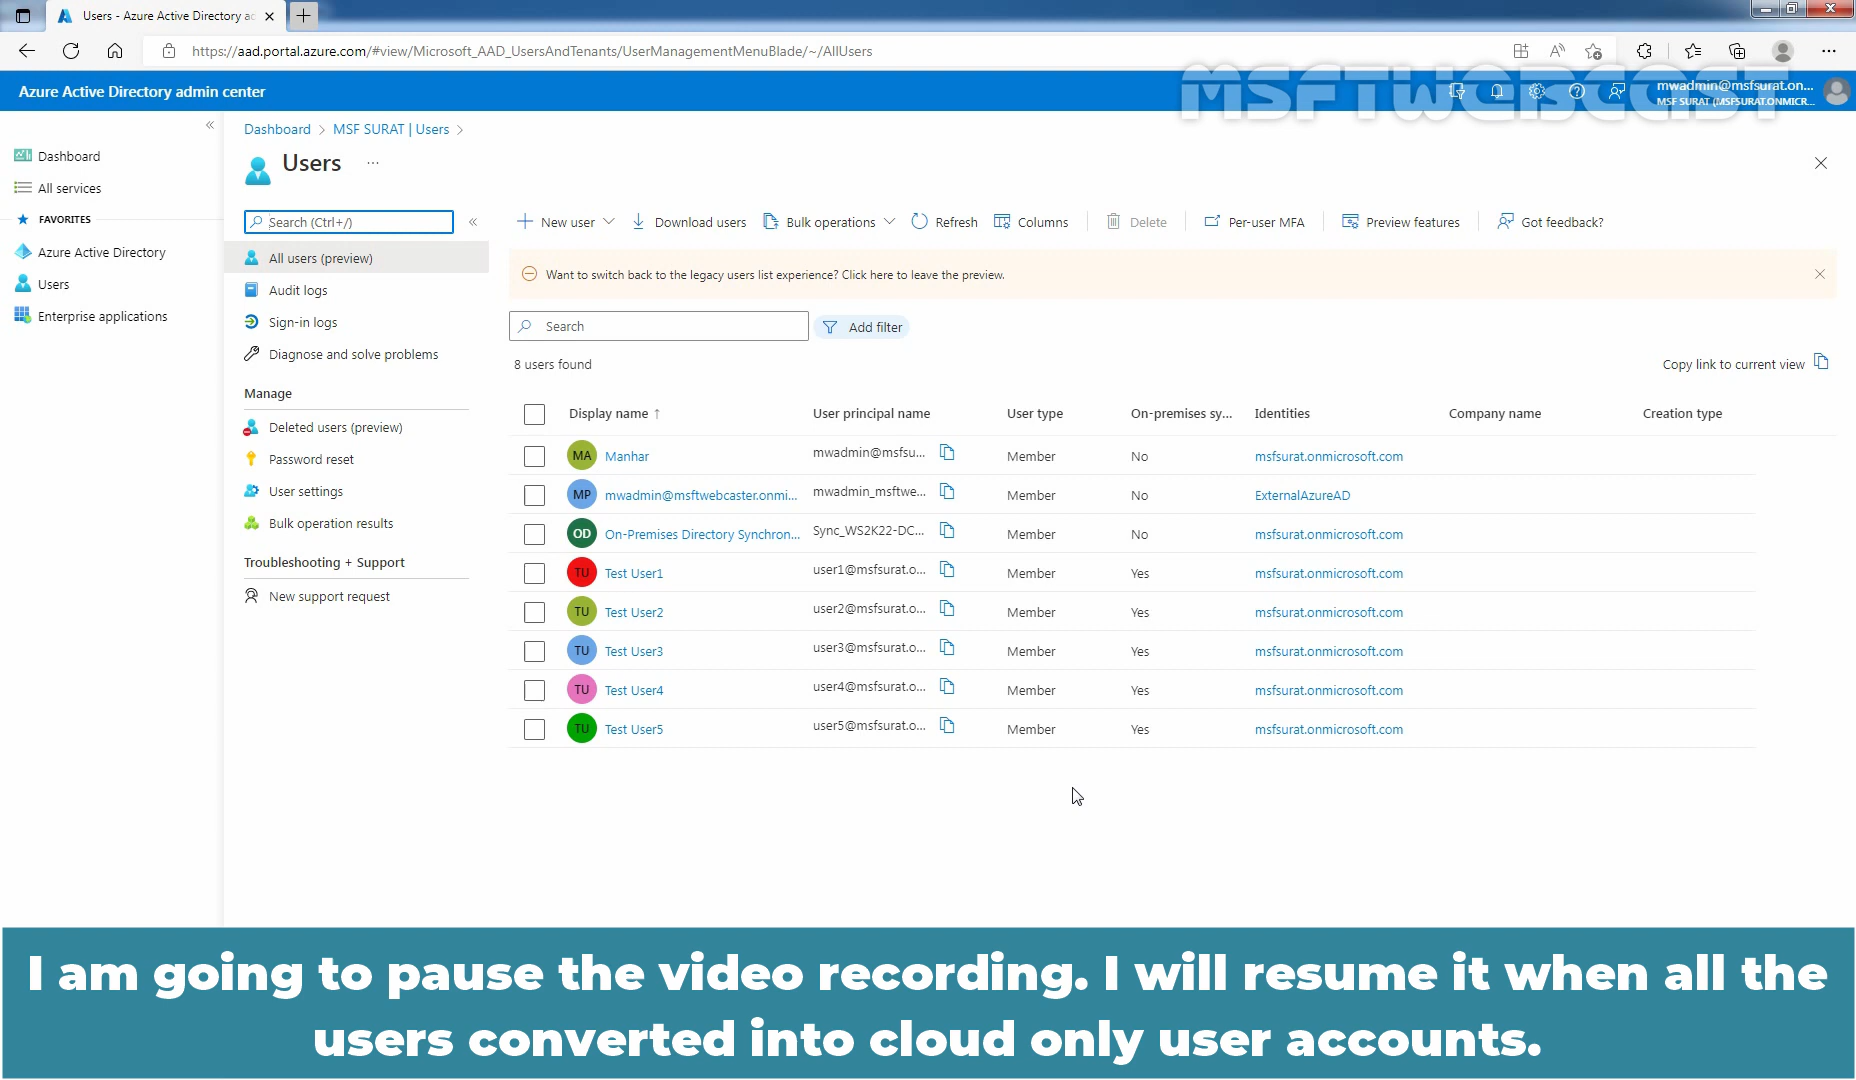 Users - Azure Active Directory ac
https://aad.portal.azure.com/#view/Microsoft_AAD_UsersAndTenants/UserManagementMenuBlade/~/AllUsers
MSFTWEBCAST
Azure Active Directory admin center
mwadmin@msfsurat.on...
MSF SURAT (MSFSURAT.ONMICR...
Dashboard
All services
FAVORITES
Azure Active Directory
Users
Enterprise applications
Dashboard > MSF SURAT | Users >
Users ...
Search (Ctrl+/)
All users (preview)
Audit logs
Sign-in logs
Diagnose and solve problems
Manage
Deleted users (preview)
Password reset
User settings
Bulk operation results
Troubleshooting + Support
New support request
New user Download users Bulk operations Refresh Columns Delete Per-user MFA Preview features Got feedback?
Want to switch back to the legacy users list experience? Click here to leave the preview.
Search Add filter
8 users found Copy link to current view
Display name ↑ User principal name User type On-premises sy... Identities Company name Creation type
MA Manhar mwadmin@msfsu... Member No msfsurat.onmicrosoft.com
MP mwadmin@msftwebcaster.onmi... mwadmin_msftwe... Member No ExternalAzureAD
OD On-Premises Directory Synchron... Sync_WS2K22-DC... Member No msfsurat.onmicrosoft.com
TU Test User1 user1@msfsurat.o... Member Yes msfsurat.onmicrosoft.com
TU Test User2 user2@msfsurat.o... Member Yes msfsurat.onmicrosoft.com
TU Test User3 user3@msfsurat.o... Member Yes msfsurat.onmicrosoft.com
TU Test User4 user4@msfsurat.o... Member Yes msfsurat.onmicrosoft.com
TU Test User5 user5@msfsurat.o... Member Yes msfsurat.onmicrosoft.com
I am going to pause the video recording. I will resume it when all the
users converted into cloud only user accounts.